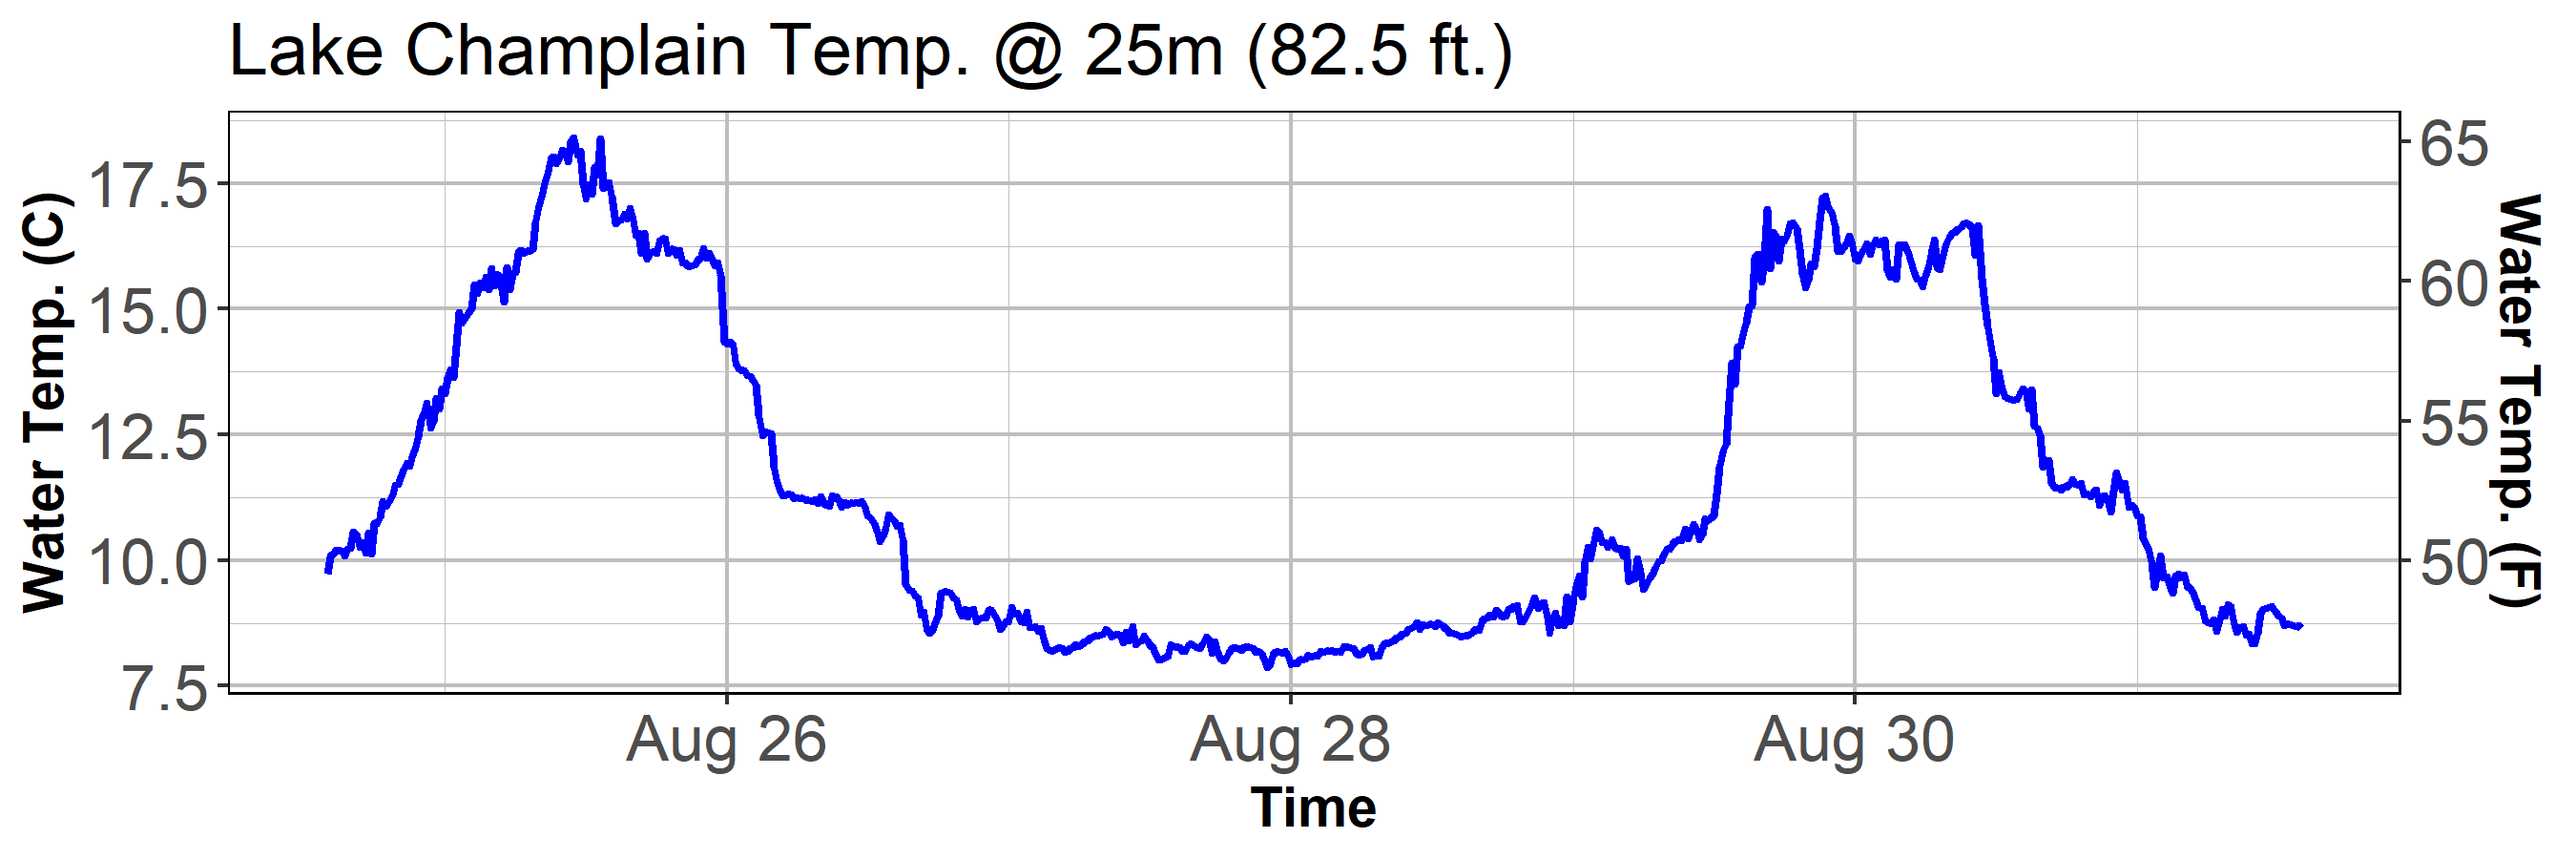 Lake Champlain Temp. @ 25m (82.5 ft.)
Water Temp. (C)
17.5
15.0
12.5
10.0
7.5
65
60
55
50
Water Temp. (F)
Aug 26
Aug 28
Aug 30
Time